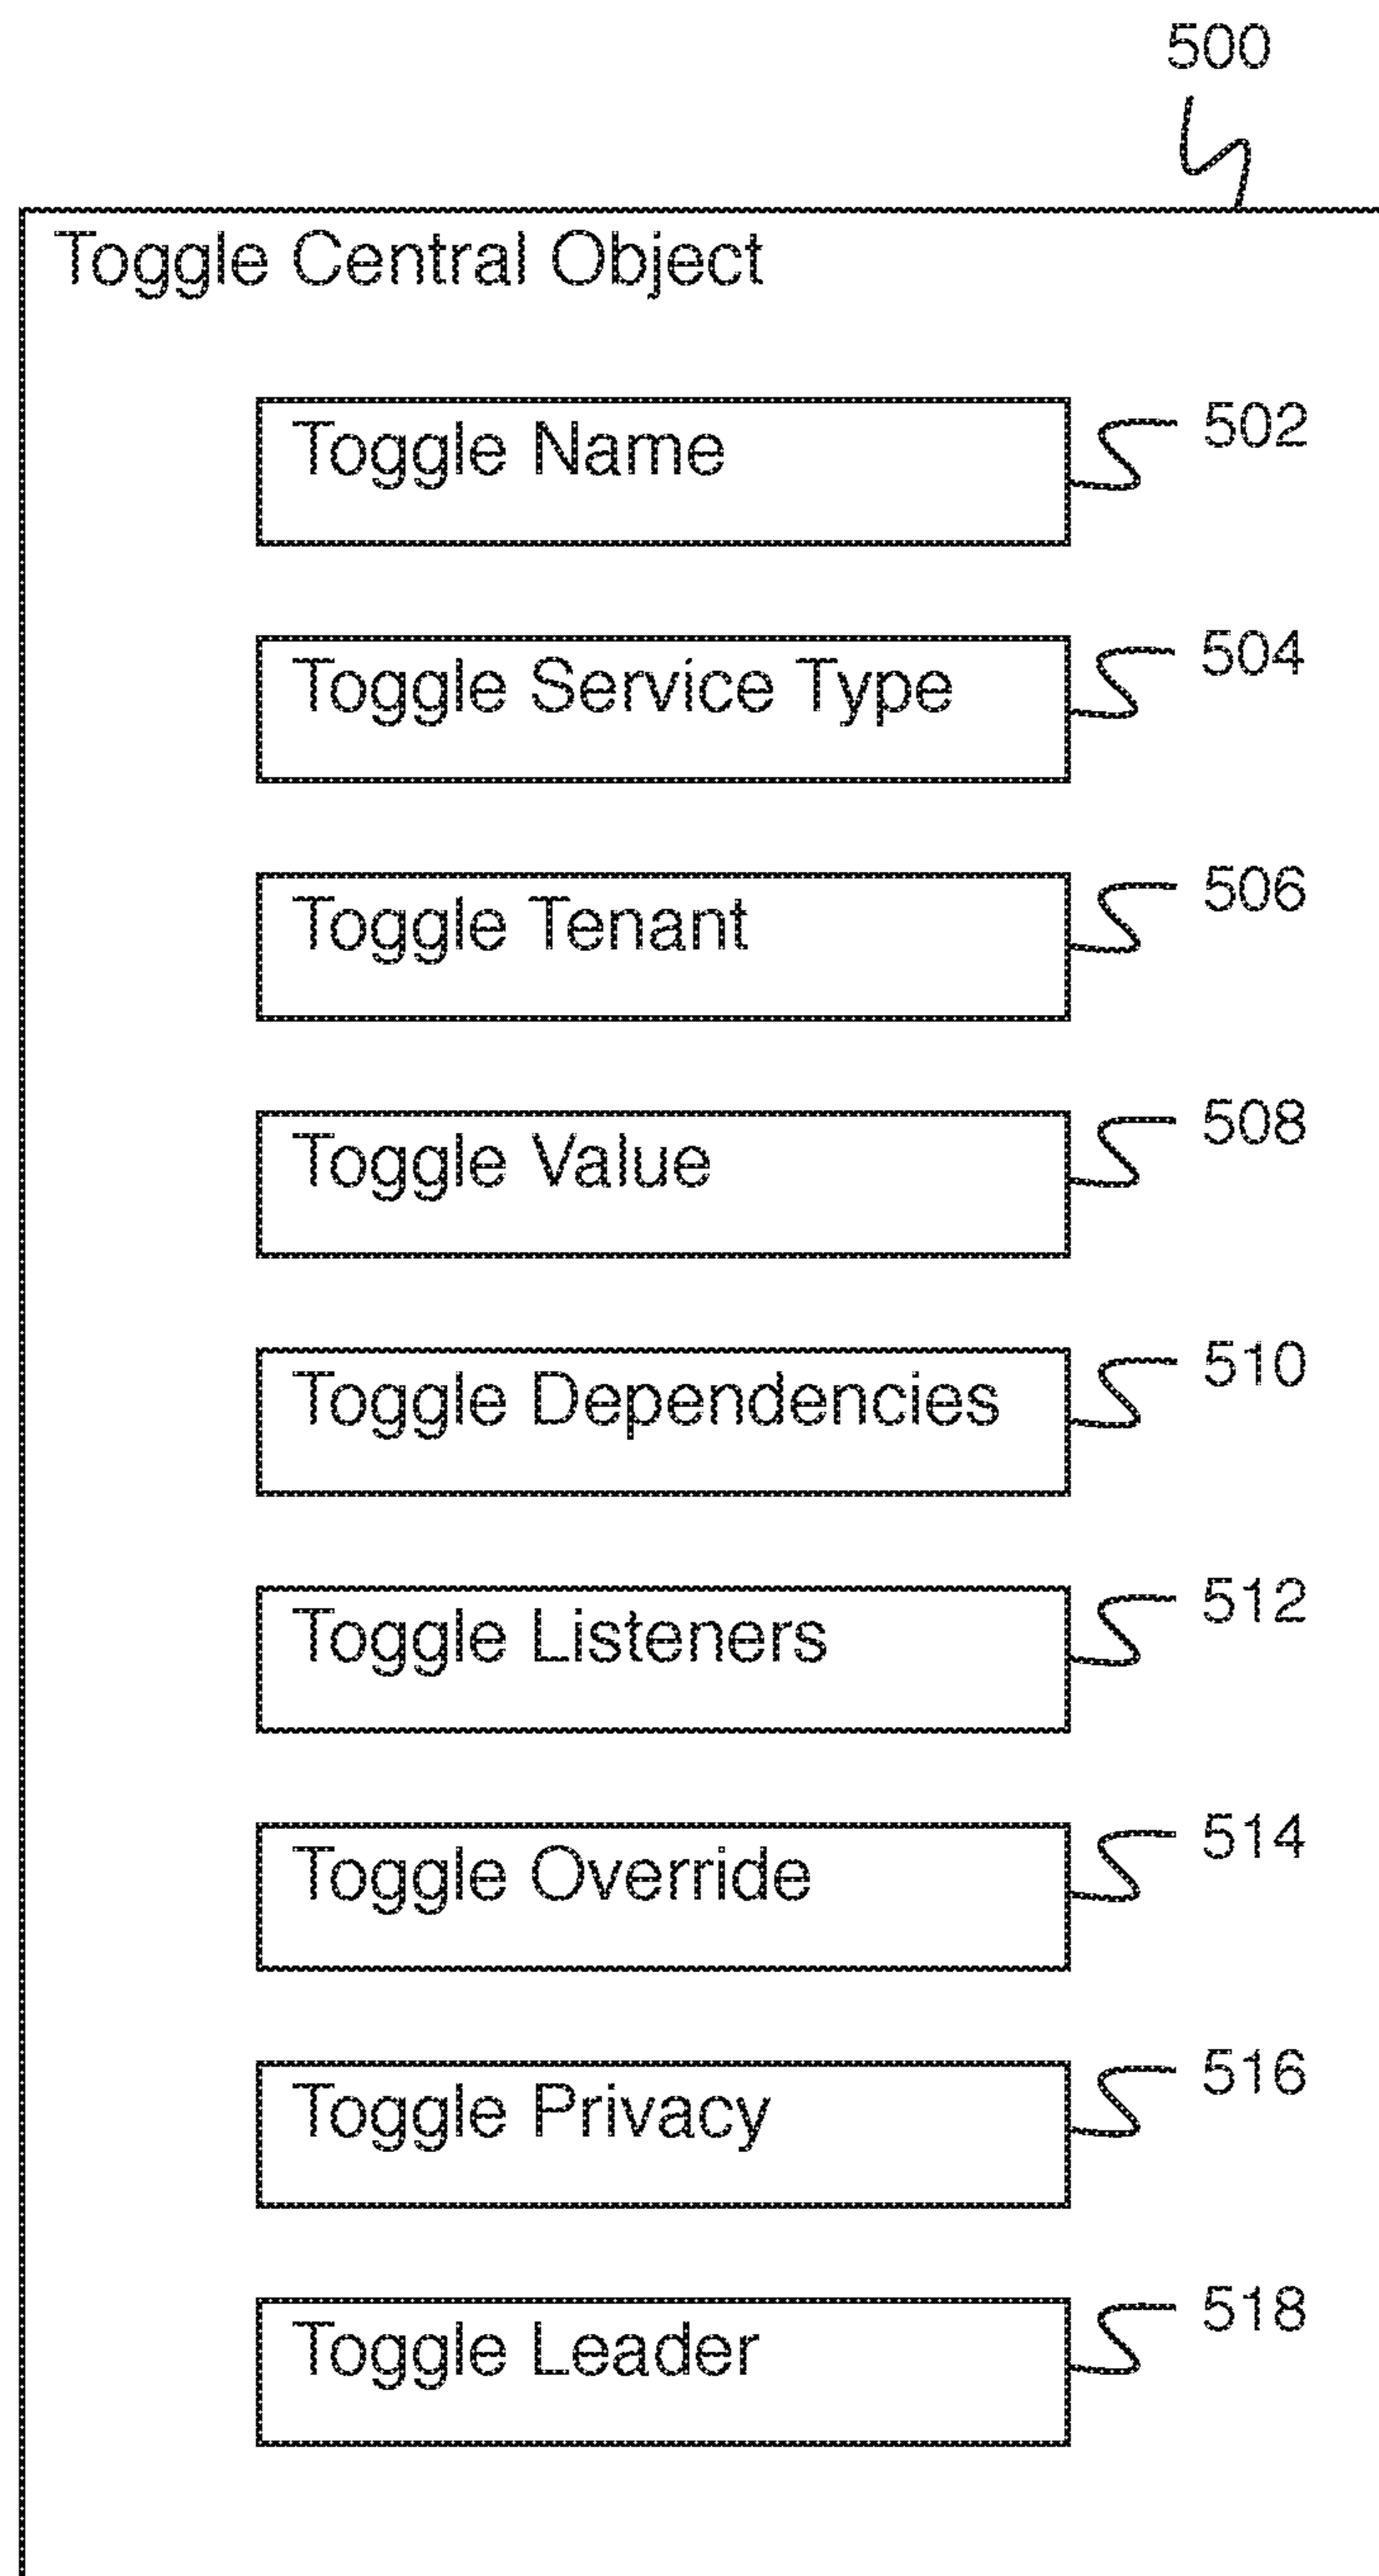 500
Toggle Central Object
Toggle Name 502
Toggle Service Type 504
Toggle Tenant 506
Toggle Value 508
Toggle Dependencies 510
Toggle Listeners 512
Toggle Override 514
Toggle Privacy 516
Toggle Leader 518